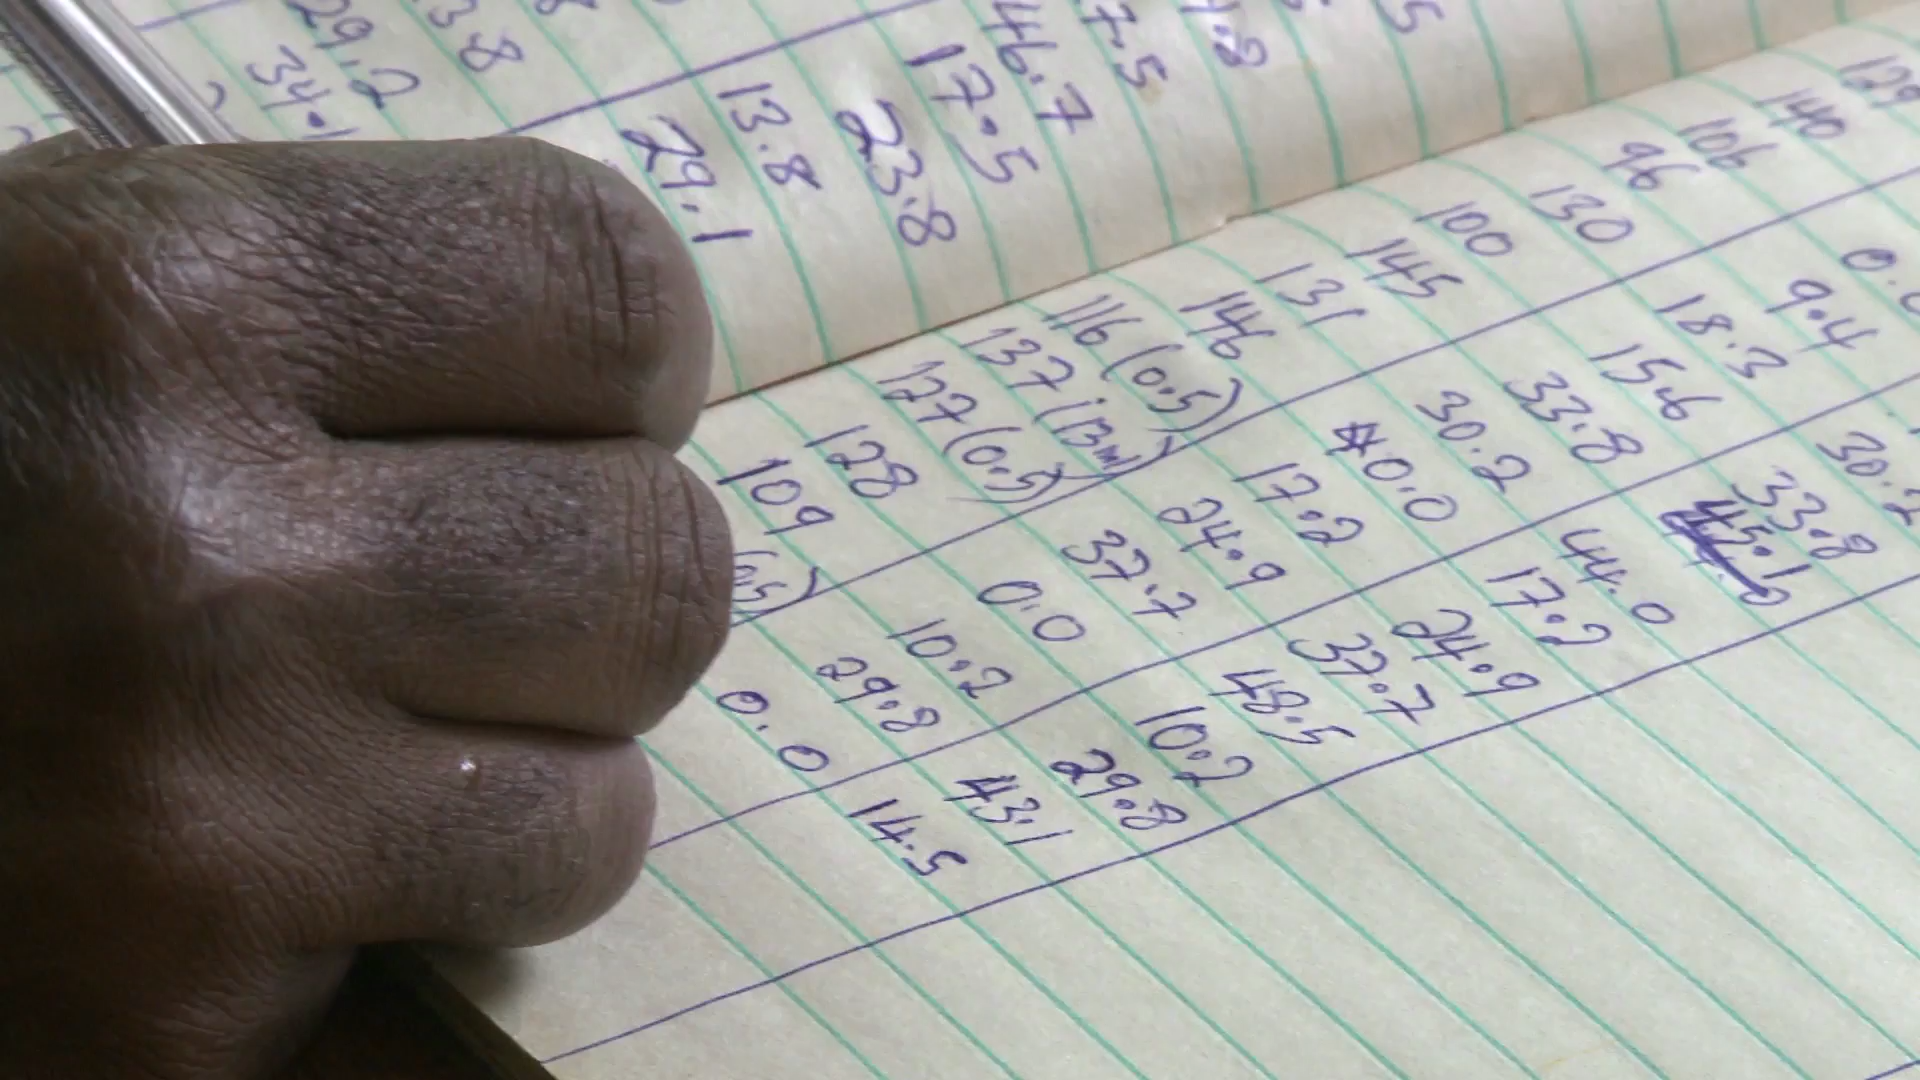 46.7
17.5
23.8
13.8
29.1
29.2
34.1
129
140
106
96 9.4
130 18.3 30.2
100 15.6 33.8
145 33.8 45.1
131 30.2 44.0
146 0.0 17.2
116 (0.5) 17.2 24.9
137 (13m) 24.9 37.7
127 (0.5) 37.7 48.5
128 0.0 10.2
109 10.2 29.8
(0.5) 29.8 43.1
0.0 14.5